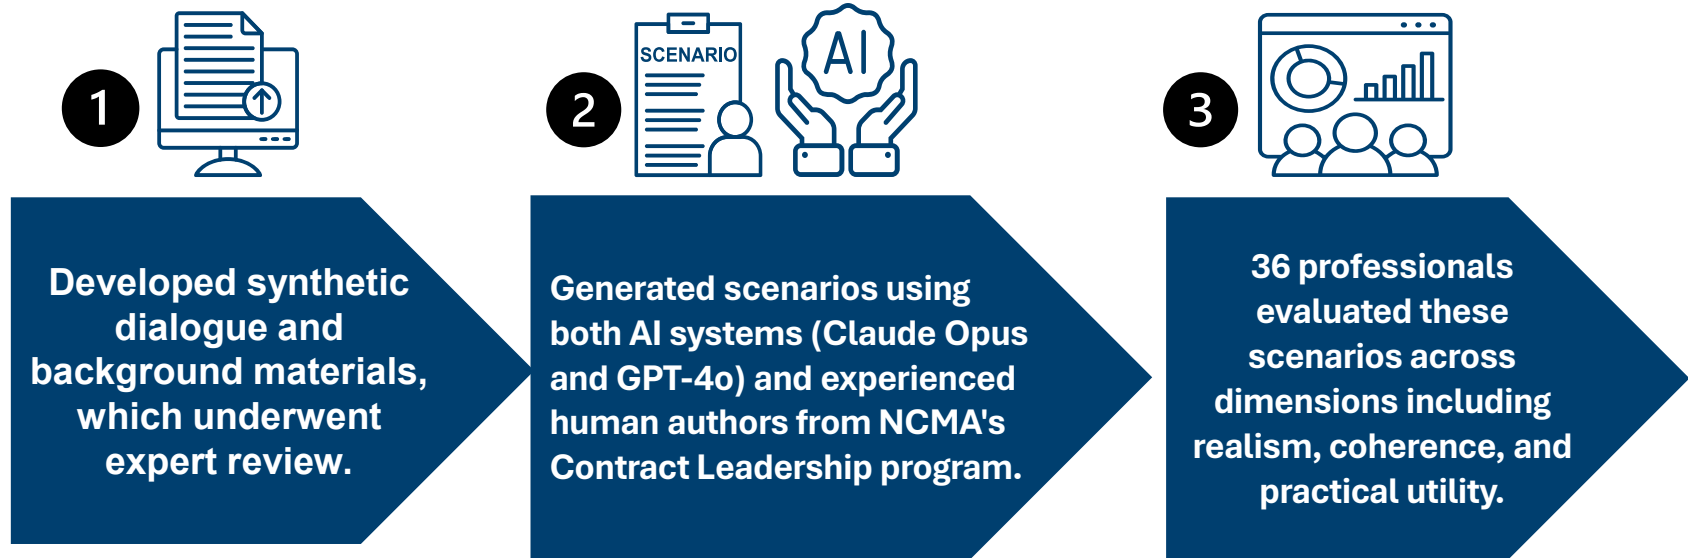 1
Developed synthetic
dialogue and
background materials,
which underwent
expert review.
2
SCENARIO
AI
Generated scenarios using
both AI systems (Claude Opus
and GPT-4o) and experienced
human authors from NCMA's
Contract Leadership program.
3
36 professionals
evaluated these
scenarios across
dimensions including
realism, coherence, and
practical utility.